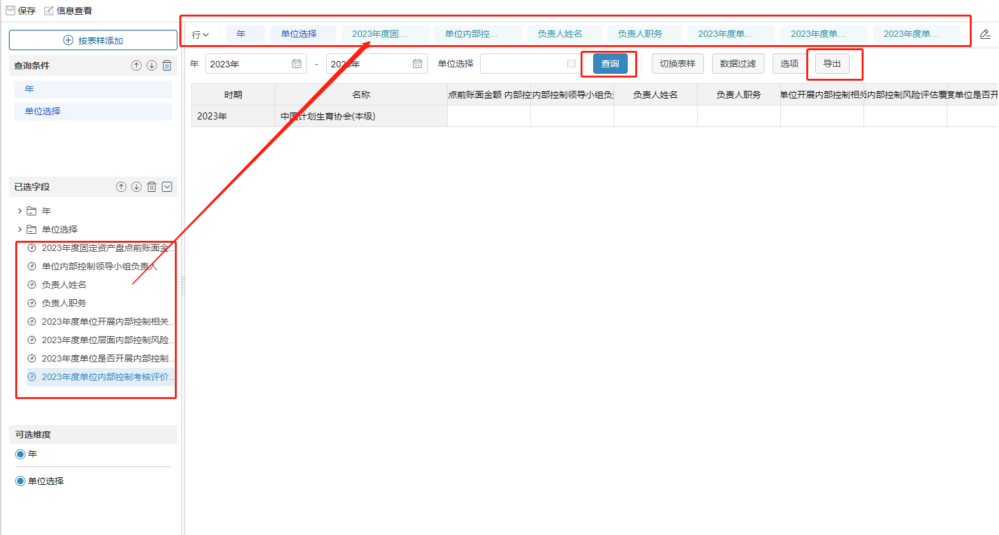 保存 信息查看
按表样添加
查询条件
年
单位选择
已选字段
年
单位选择
2023年度固定资产盘点前账面金...
单位内部控制领导小组负责人
负责人姓名
负责人职务
2023年度单位开展内部控制相关...
2023年度单位层面内部控制风险...
2023年度单位是否开展内部控制...
2023年度单位内部控制考核评价...
可选维度
年
单位选择
行 年 单位选择 2023年度固... 单位内部控... 负责人姓名 负责人职务 2023年度单... 2023年度单... 2023年度单...
年 2023年 - 2023年 单位选择 查询 切换表样 数据过滤 选项 导出
时期 名称 点前账面金额 内部控 内部控制领导小组负 负责人姓名 负责人职务 单位开展内部控制相 内部控制风险评估 度单位是否开
2023年 中国计划生育协会(本级)